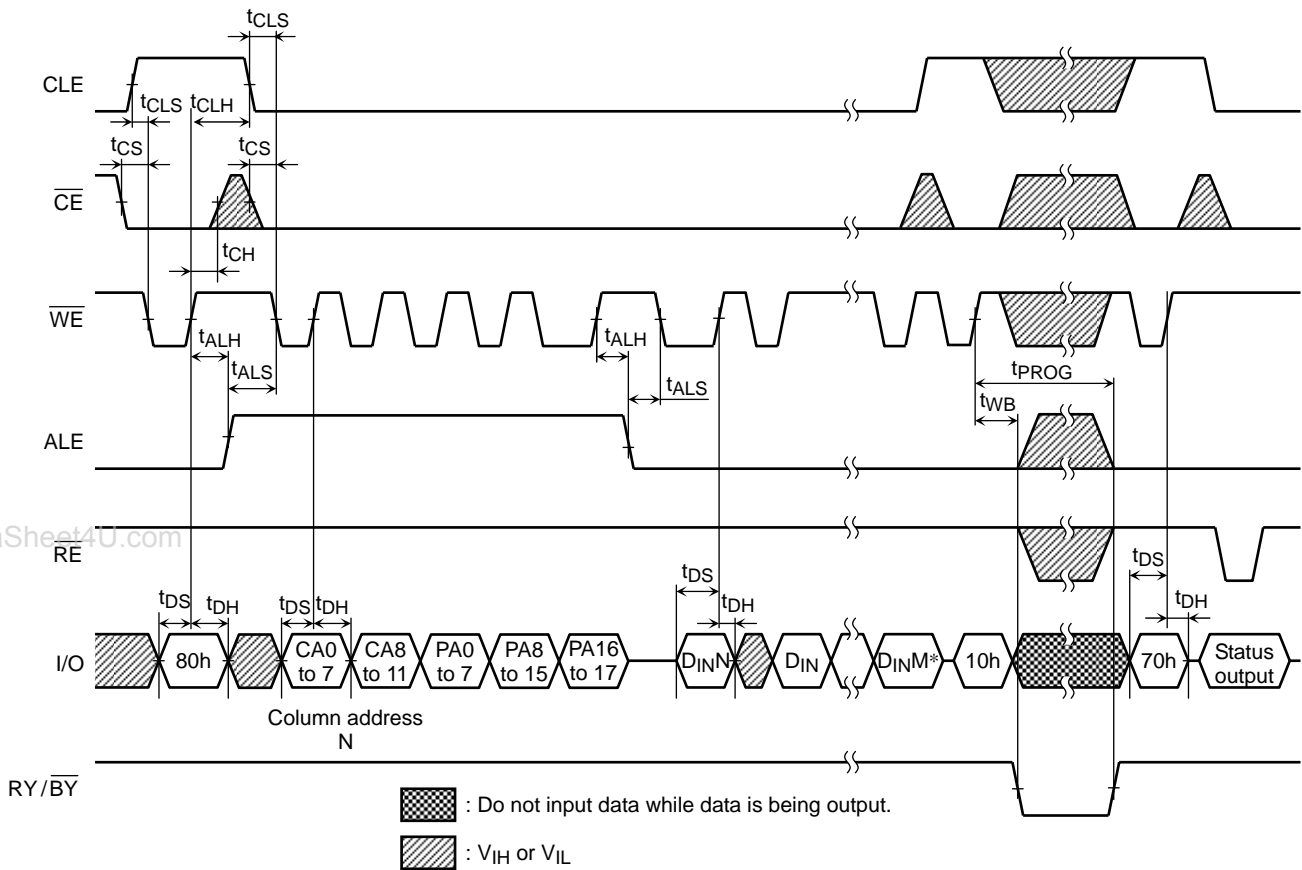 tCLS
CLE
tCLS tCLH
tCS tCS
CE
tCH
WE
tALH tALH
tALS tALS
tPROG
tWB
ALE
aSheet4U.com
RE
tDS tDH tDS tDH tDS tDH tDS tDH
I/O 80h CA0 to 7 CA8 to 11 PA0 to 7 PA8 to 15 PA16 to 17 DINN DIN DINM* 10h 70h Status output
Column address
N
RY/BY
: Do not input data while data is being output.
: VIH or VIL